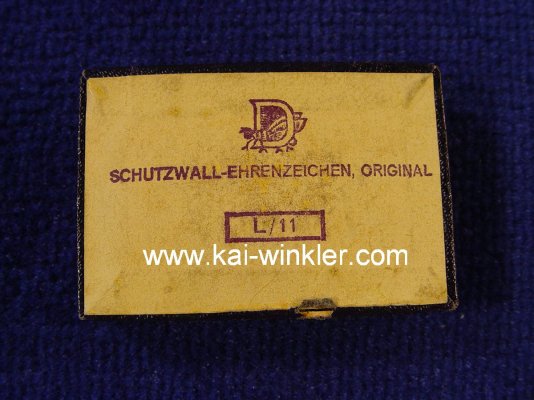 D
SCHUTZWALL-EHRENZEICHEN, ORIGINAL
L/11
www.kai-winkler.com